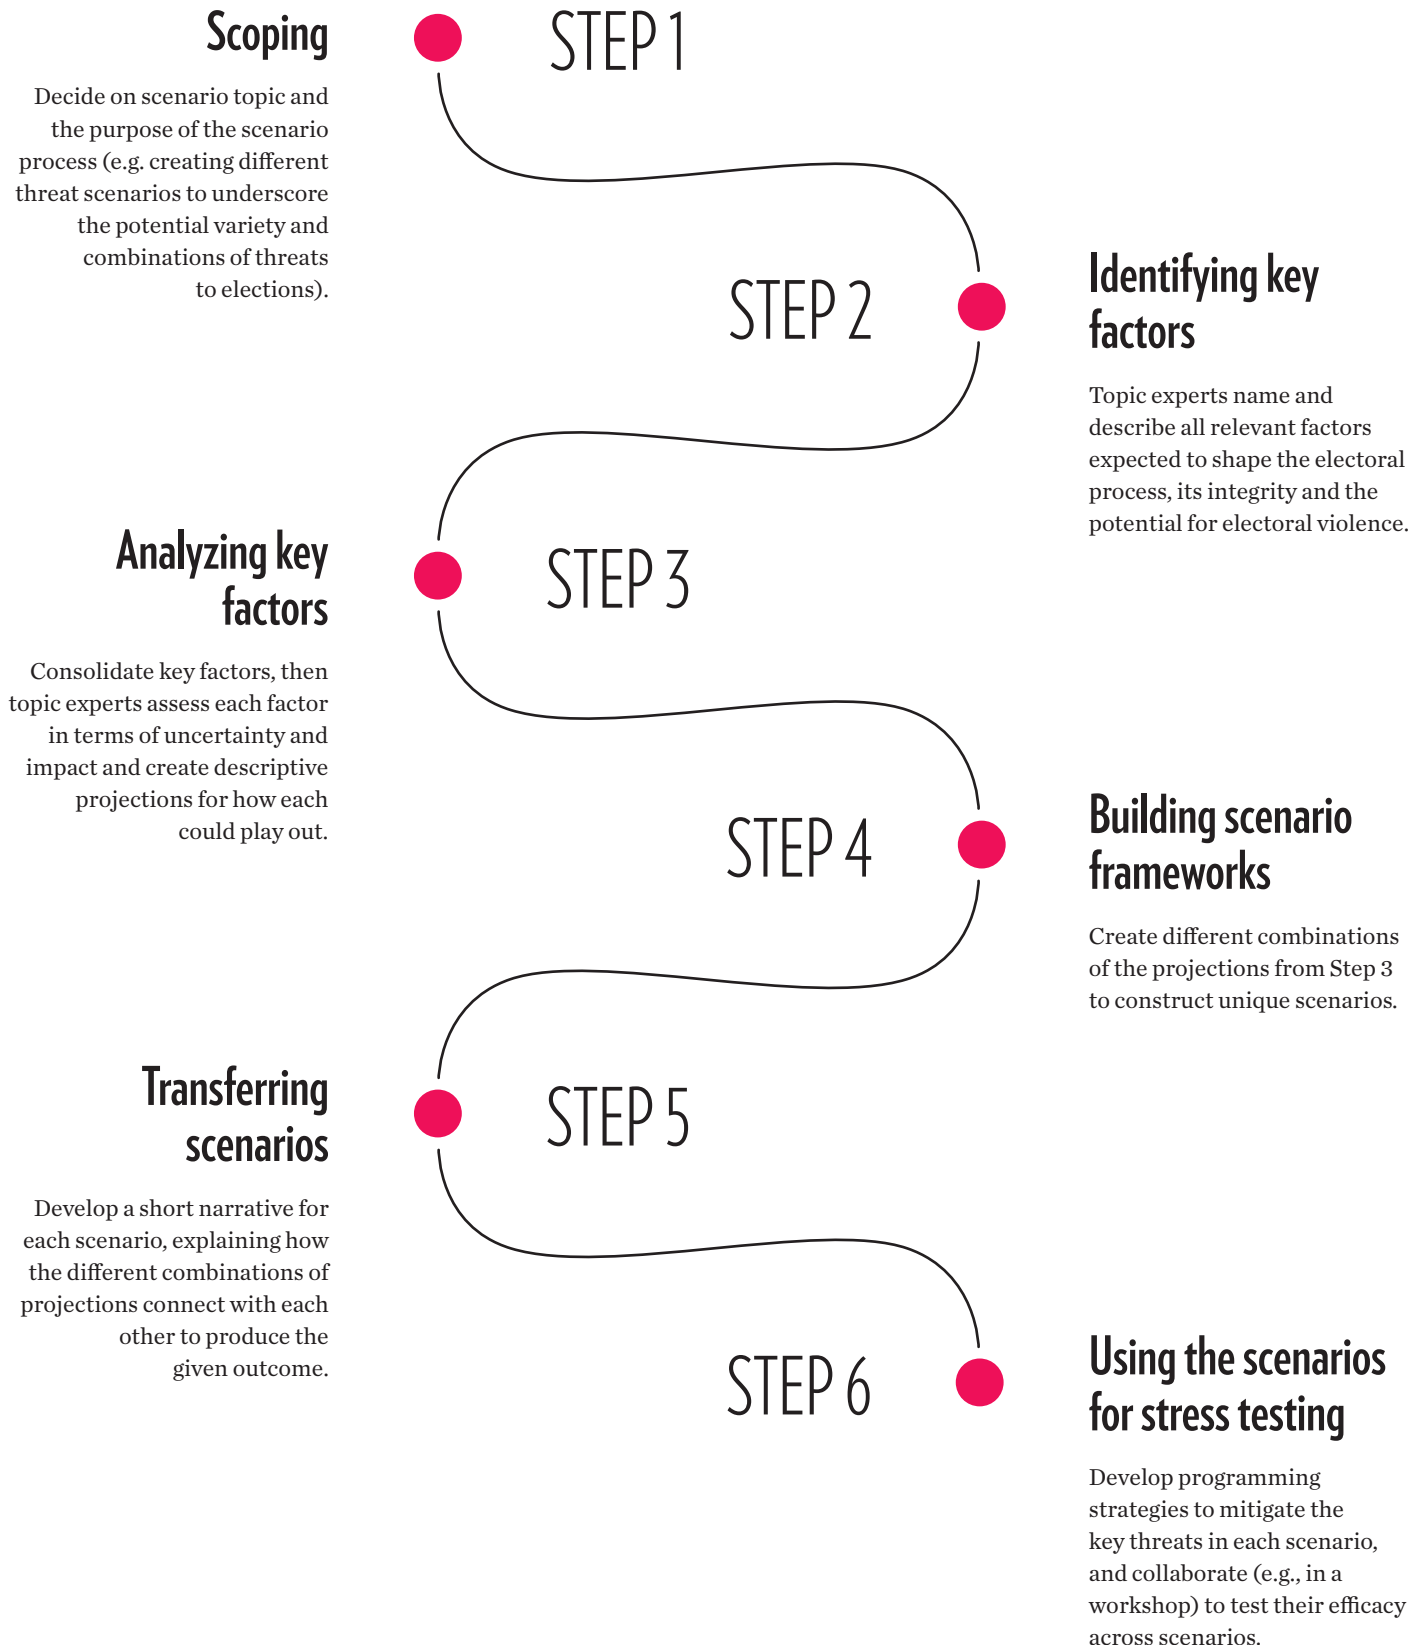 Scoping
STEP 1
Decide on scenario topic and
the purpose of the scenario
process (e.g. creating different
threat scenarios to underscore
the potential variety and
combinations of threats
to elections).
STEP 2
Identifying key
factors
Topic experts name and
describe all relevant factors
expected to shape the electoral
process, its integrity and the
potential for electoral violence.
Analyzing key
factors
STEP 3
Consolidate key factors, then
topic experts assess each factor
in terms of uncertainty and
impact and create descriptive
projections for how each
could play out.
STEP 4
Building scenario
frameworks
Create different combinations
of the projections from Step 3
to construct unique scenarios.
Transferring
scenarios
STEP 5
Develop a short narrative for
each scenario, explaining how
the different combinations of
projections connect with each
other to produce the
given outcome.
STEP 6
Using the scenarios
for stress testing
Develop programming
strategies to mitigate the
key threats in each scenario,
and collaborate (e.g., in a
workshop) to test their efficacy
across scenarios.